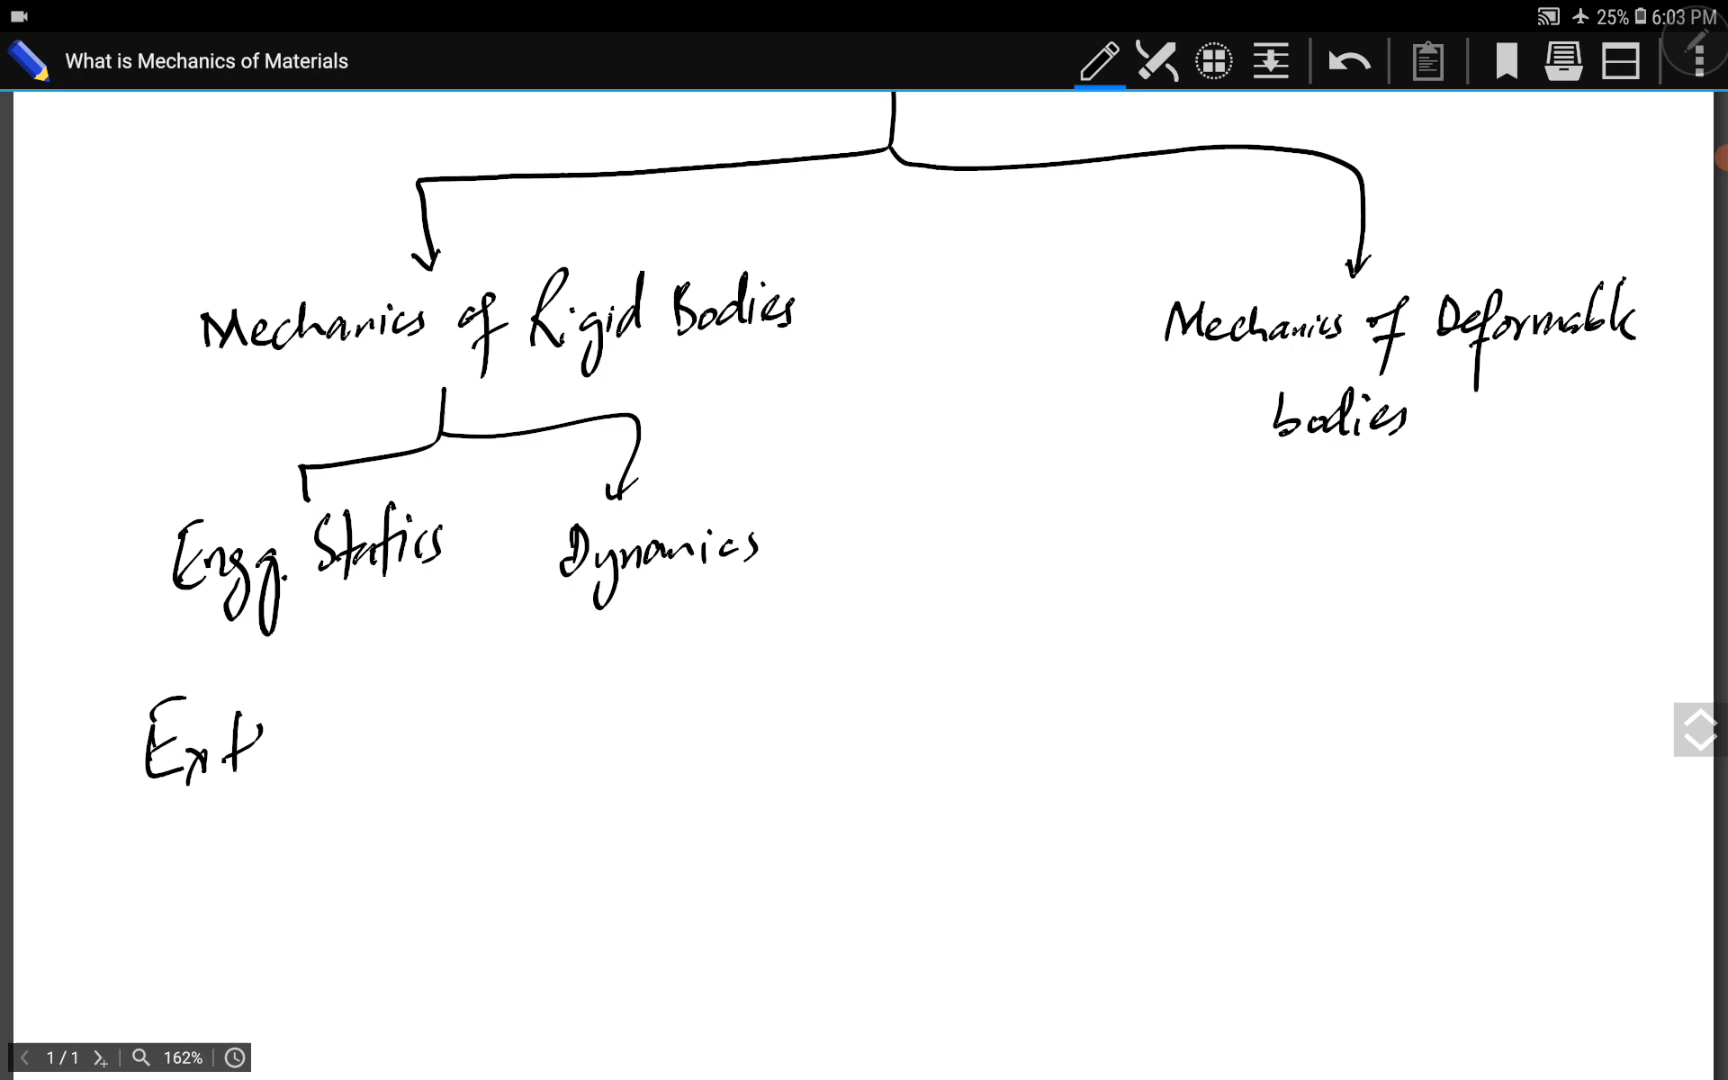 25% 6:03 PM
What is Mechanics of Materials
Mechanics of Rigid Bodies
Mechanics of Deformable
bodies
Engg. Statics
Dynamics
Ext
1 / 1 162%